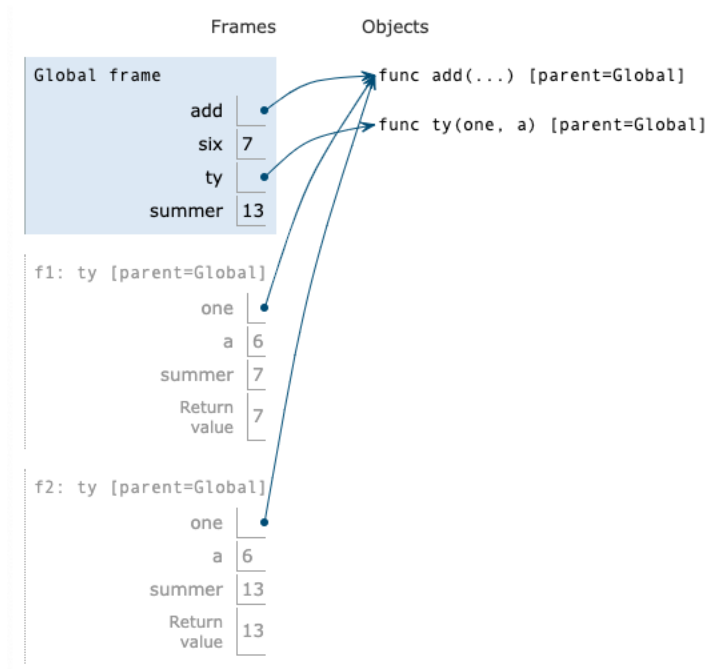 Frames Objects
Global frame
func add(...) [parent=Global]
add
func ty(one, a) [parent=Global]
six 7
ty
summer 13
f1: ty [parent=Global]
one
a 6
summer 7
Return
value 7
f2: ty [parent=Global]
one
a 6
summer 13
Return
value 13